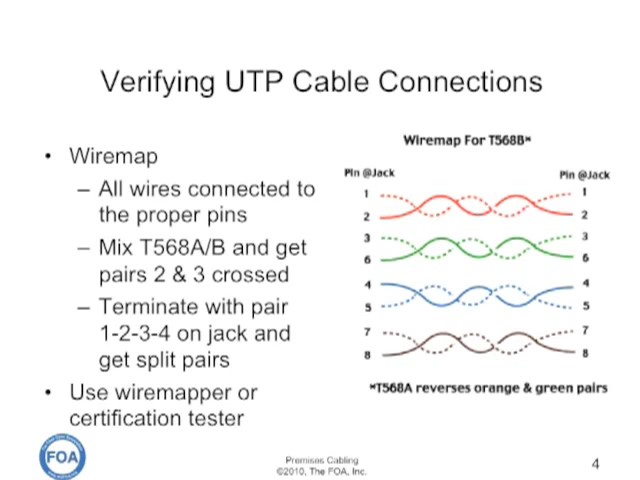 Verifying UTP Cable Connections
• Wiremap
– All wires connected to
the proper pins
– Mix T568A/B and get
pairs 2 & 3 crossed
– Terminate with pair
1-2-3-4 on jack and
get split pairs
• Use wiremapper or
certification tester
Wiremap For T568B*
Pin @Jack
Pin @Jack
1
1
2
2
3
3
6
6
4
4
5
5
7
7
8
8
*T568A reverses orange & green pairs
FOA
Premises Cabling
©2010, The FOA, Inc.
4